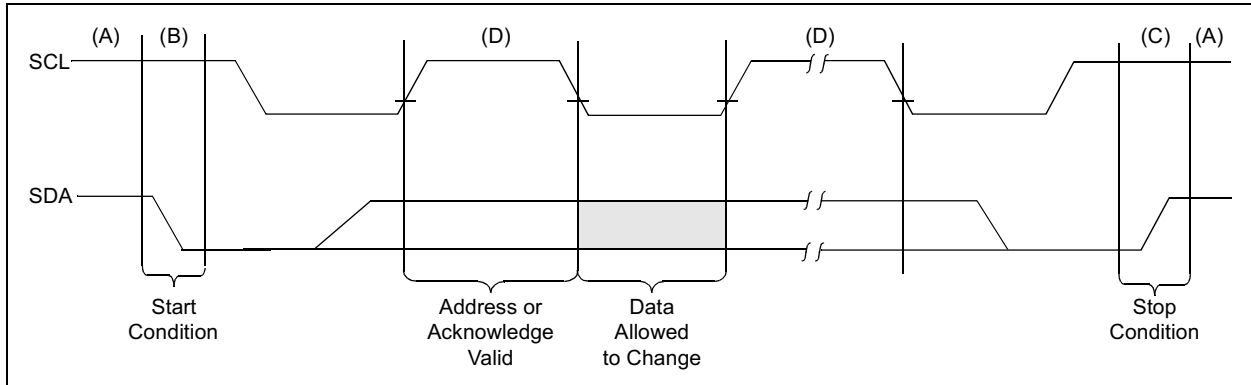 (A) (B) (D) (D) (C) (A)
SCL
SDA
Start
Condition
Address or
Acknowledge
Valid
Data
Allowed
to Change
Stop
Condition